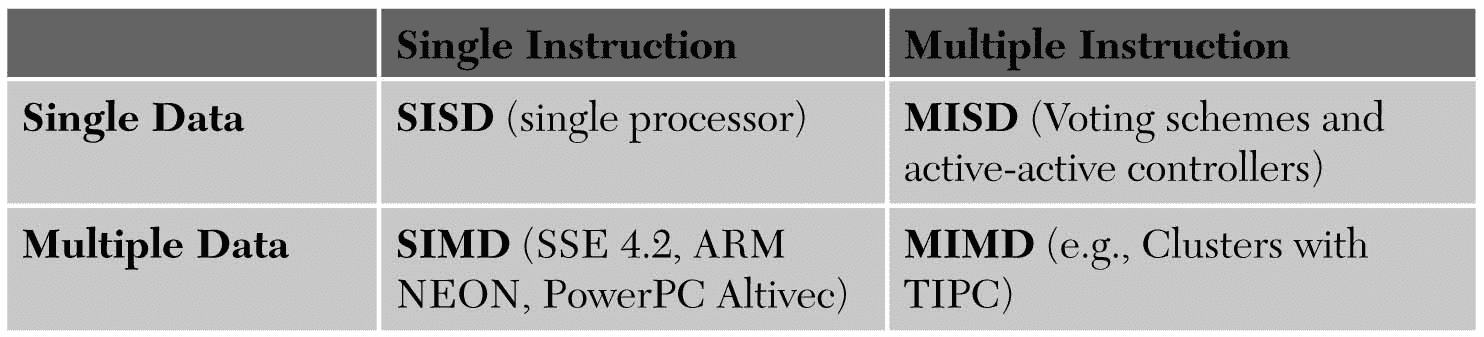 Single Instruction
Multiple Instruction
Single Data
SISD (single processor)
MISD (Voting schemes and
active-active controllers)
Multiple Data
SIMD (SSE 4.2, ARM
NEON, PowerPC Altivec)
MIMD (e.g., Clusters with
TIPC)